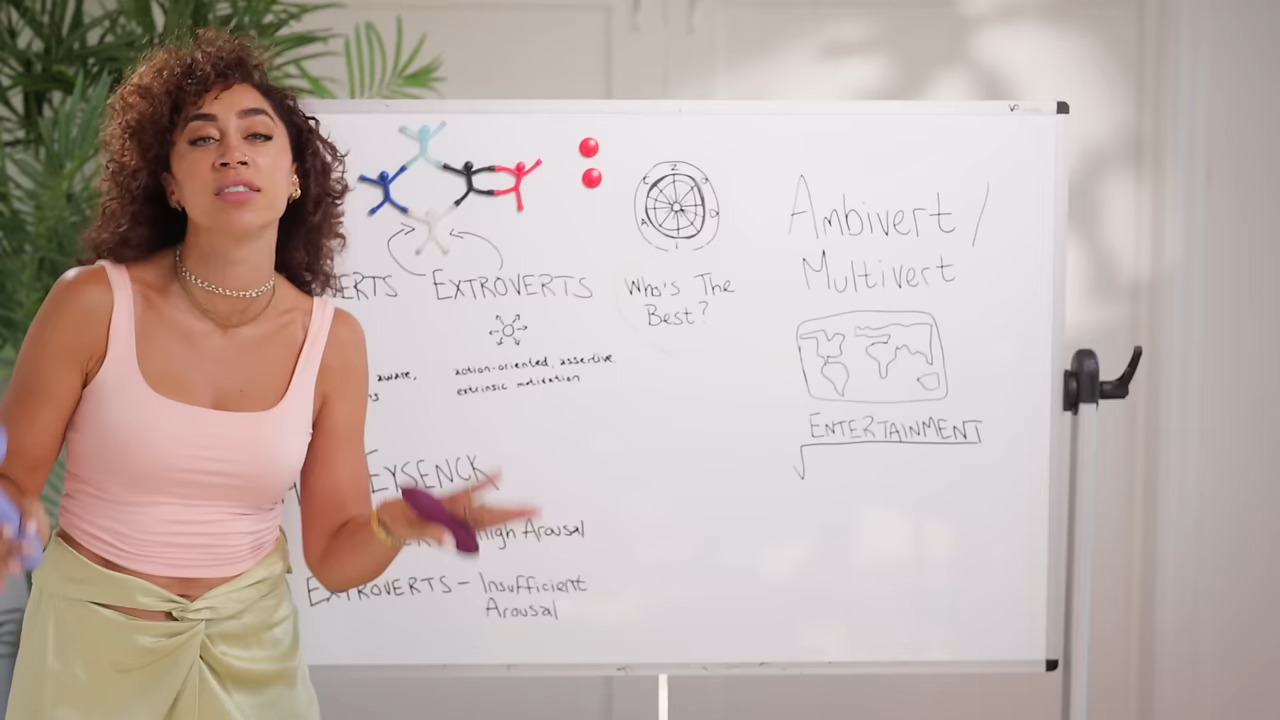 ERTS EXTROVERTS
aware,
s
action-oriented, assertive,
extrinsic motivation
Who's The
Best?
Ambivert /
Multivert
ENTERTAINMENT
EYSENCK
High Arousal
EXTROVERTS - Insufficient
Arousal